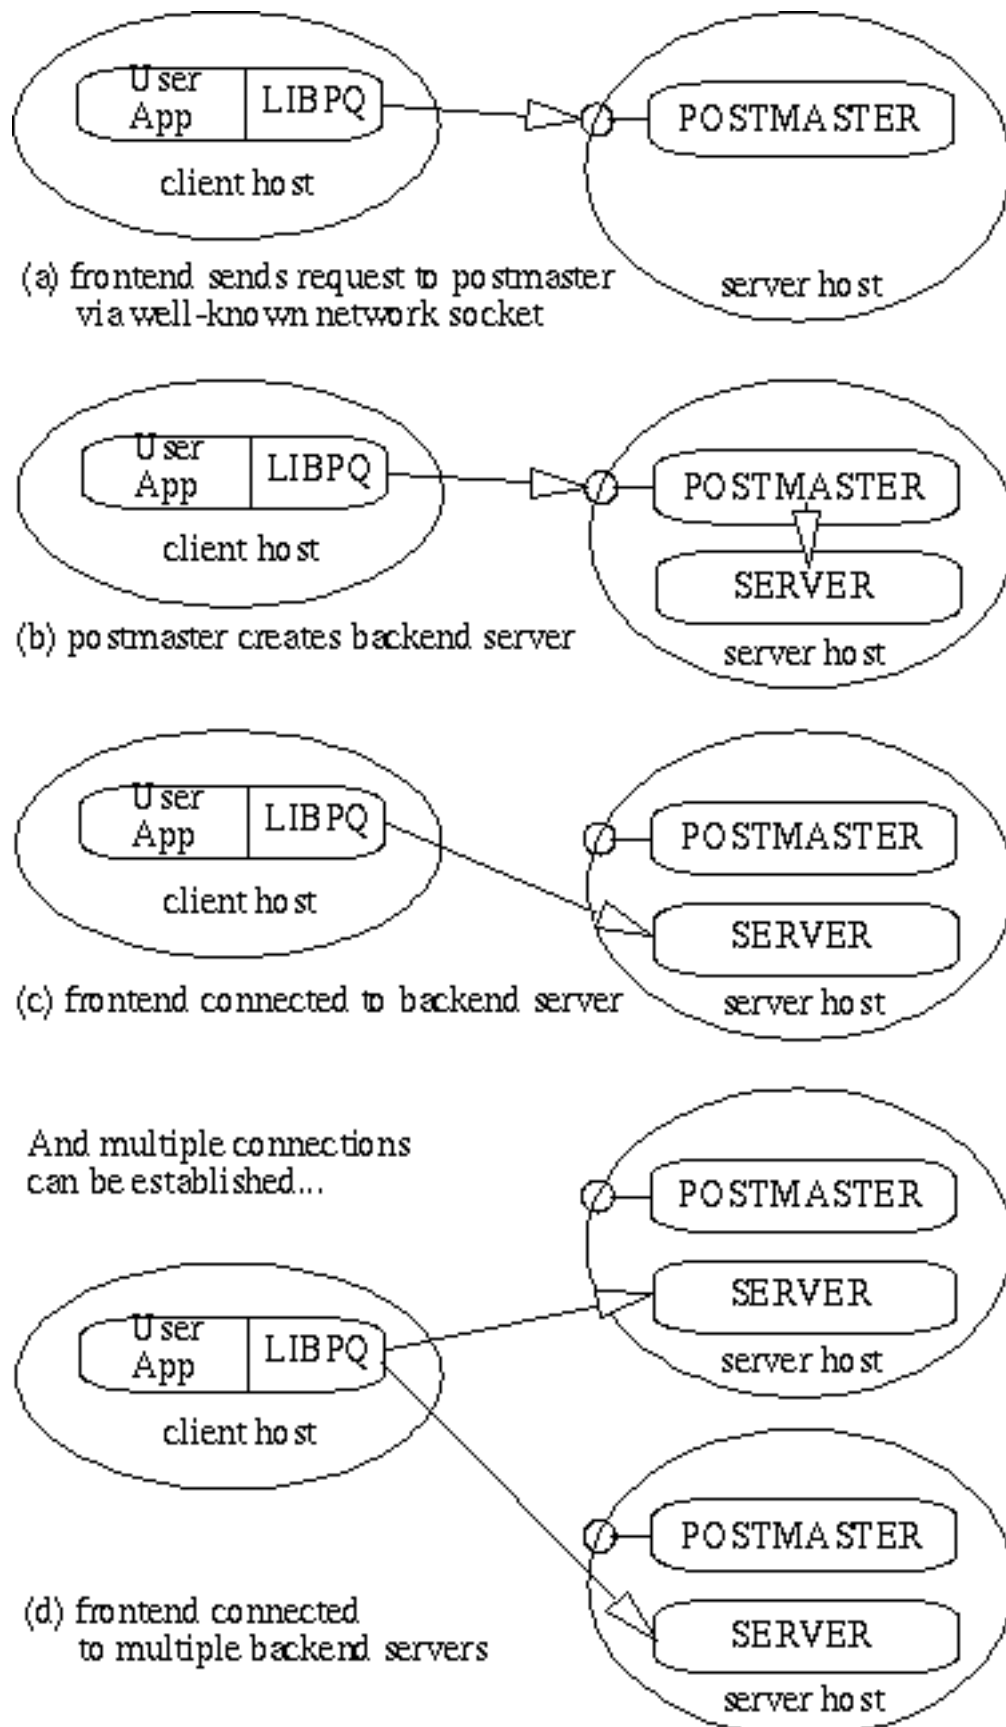 User
App
LIBPQ
client host
POSTMASTER
server host
(a) frontend sends request to postmaster
via well-known network socket
User
App
LIBPQ
client host
POSTMASTER
SERVER
server host
(b) postmaster creates backend server
User
App
LIBPQ
client host
POSTMASTER
SERVER
server host
(c) frontend connected to backend server
And multiple connections
can be established...
POSTMASTER
SERVER
server host
User
App
LIBPQ
client host
POSTMASTER
SERVER
server host
(d) frontend connected
to multiple backend servers